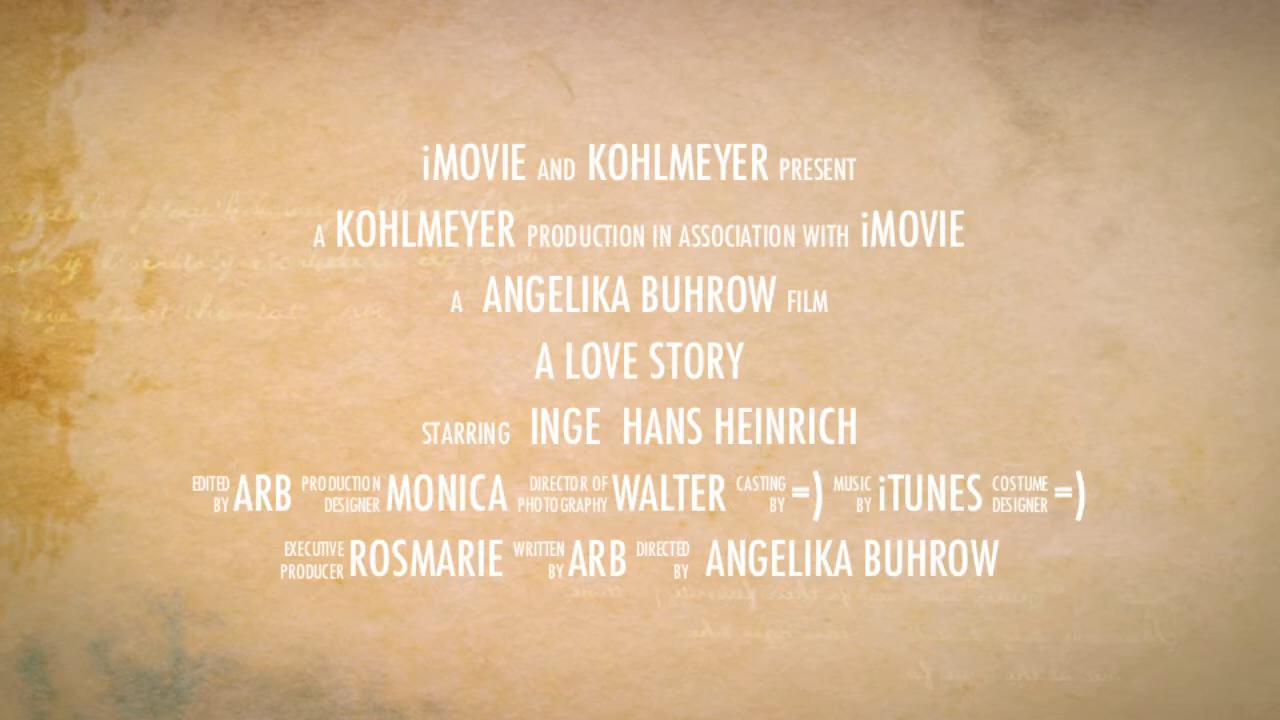 iMOVIE AND KOHLMEYER PRESENT
A KOHLMEYER PRODUCTION IN ASSOCIATION WITH iMOVIE
A ANGELIKA BUHROW FILM
A LOVE STORY
STARRING INGE HANS HEINRICH
EDITED BY ARB PRODUCTION DESIGNER MONICA DIRECTOR OF PHOTOGRAPHY WALTER CASTING BY =) MUSIC BY iTUNES COSTUME DESIGNER =)
EXECUTIVE PRODUCER ROSMARIE WRITTEN BY ARB DIRECTED BY ANGELIKA BUHROW